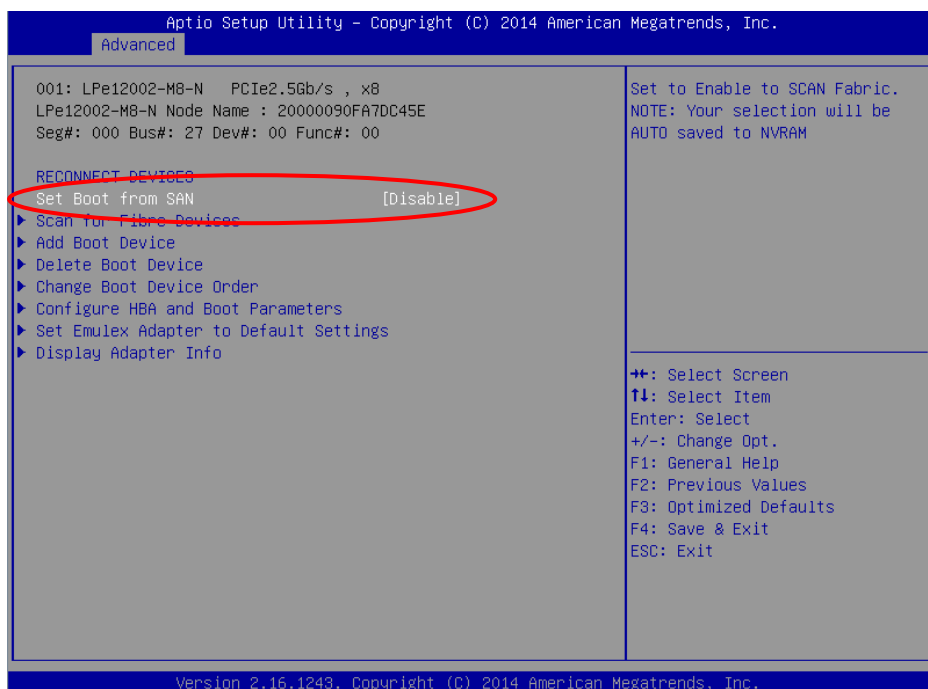 Aptio Setup Utility – Copyright (C) 2014 American Megatrends, Inc.
Advanced
001: LPe12002-M8-N PCIe2.5Gb/s , x8
LPe12002-M8-N Node Name : 20000090FA7DC45E
Seg#: 000 Bus#: 27 Dev#: 00 Func#: 00
RECONNECT DEVICES
Set Boot from SAN [Disable]
Scan for Fibre Devices
Add Boot Device
Delete Boot Device
Change Boot Device Order
Configure HBA and Boot Parameters
Set Emulex Adapter to Default Settings
Display Adapter Info
Set to Enable to SCAN Fabric.
NOTE: Your selection will be
AUTO saved to NVRAM
→←: Select Screen
↑↓: Select Item
Enter: Select
+/-: Change Opt.
F1: General Help
F2: Previous Values
F3: Optimized Defaults
F4: Save & Exit
ESC: Exit
Version 2.16.1243. Copyright (C) 2014 American Megatrends, Inc.